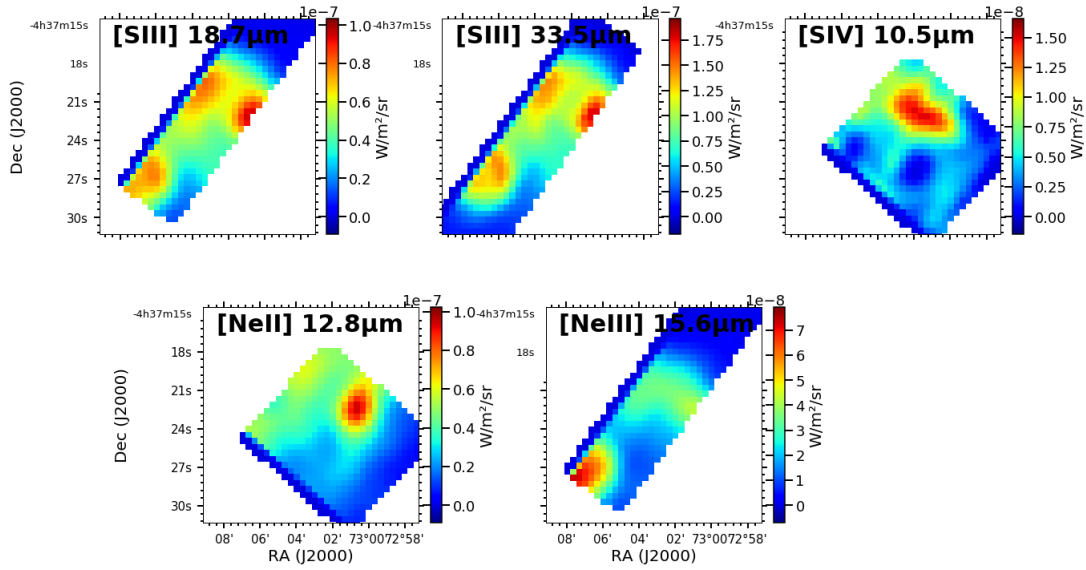 1e−7
1e−7
1e−8
-4h37m15s
[SIII] 18.7μm
1.0
-4h37m15s
[SIII] 33.5μm
1.75
-4h37m15s
[SIV] 10.5μm
1.50
18s
0.8
18s
1.50
1.25
21s
0.6
1.25
1.00
Dec (J2000)
24s
0.4
W/m²/sr
1.00
0.75
W/m²/sr
0.75
0.50
W/m²/sr
27s
0.2
0.50
0.25
30s
0.0
0.25
0.00
0.00
1e−7
1e−8
-4h37m15s
[NeII] 12.8μm
1.0
-4h37m15s
[NeIII] 15.6μm
7
18s
0.8
18s
6
21s
0.6
5
4
Dec (J2000)
24s
0.4
W/m²/sr
3
W/m²/sr
27s
0.2
2
1
30s
0.0
0
08' 06' 04' 02' 73°00' 72°58'
08' 06' 04' 02' 73°00' 72°58'
RA (J2000)
RA (J2000)